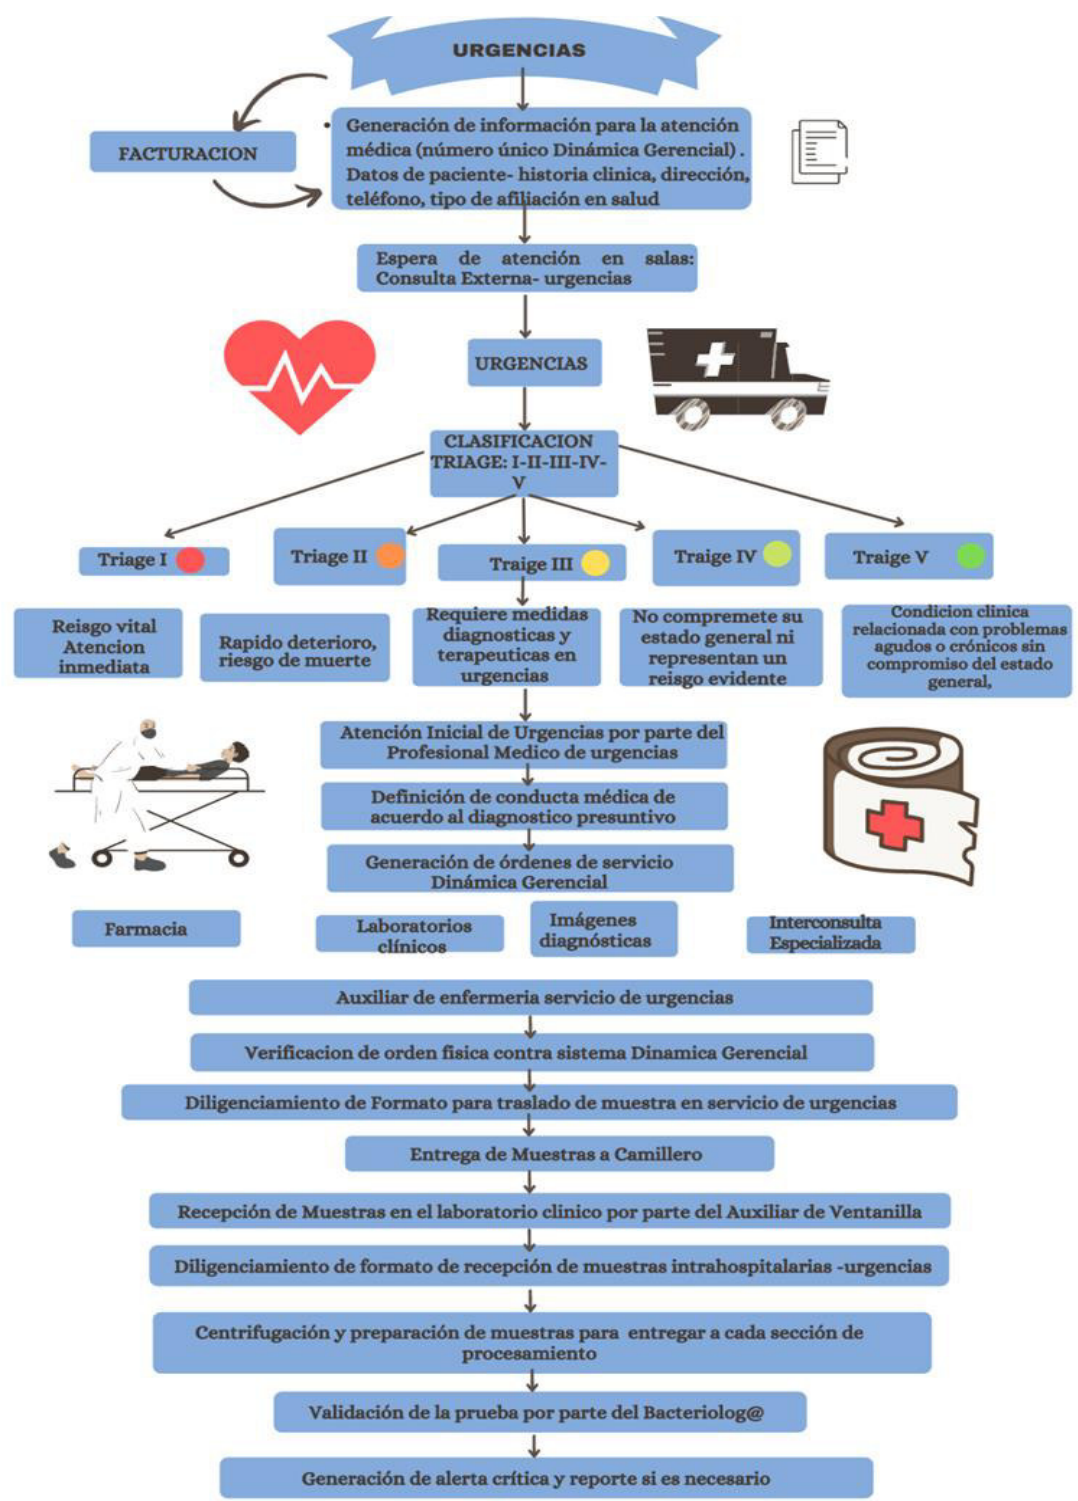 URGENCIAS
FACTURACION
• Generación de información para la atención
médica (número único Dinámica Gerencial) .
Datos de paciente- historia clinica, dirección,
teléfono, tipo de afiliación en salud
Espera de atención en salas:
Consulta Externa- urgencias
URGENCIAS
CLASIFICACION
TRIAGE: I-II-III-IV-
V
Triage I
Triage II
Traige III
Traige IV
Traige V
Reisgo vital
Atencion
inmediata
Rapido deterioro,
riesgo de muerte
Requiere medidas
diagnosticas y
terapeuticas en
urgencias
No compremete su
estado general ni
representan un
reisgo evidente
Condicion clinica
relacionada con problemas
agudos o crónicos sin
compromiso del estado
general,
Atención Inicial de Urgencias por parte del
Profesional Medico de urgencias
Definición de conducta médica de
acuerdo al diagnostico presuntivo
Generación de órdenes de servicio
Dinámica Gerencial
Farmacia
Laboratorios
clínicos
Imágenes
diagnósticas
Interconsulta
Especializada
Auxiliar de enfermeria servicio de urgencias
Verificacion de orden fisica contra sistema Dinamica Gerencial
Diligenciamiento de Formato para traslado de muestra en servicio de urgencias
Entrega de Muestras a Camillero
Recepción de Muestras en el laboratorio clinico por parte del Auxiliar de Ventanilla
Diligenciamiento de formato de recepción de muestras intrahospitalarias -urgencias
Centrifugación y preparación de muestras para entregar a cada sección de
procesamiento
Validación de la prueba por parte del Bacteriolog@
Generación de alerta crítica y reporte si es necesario